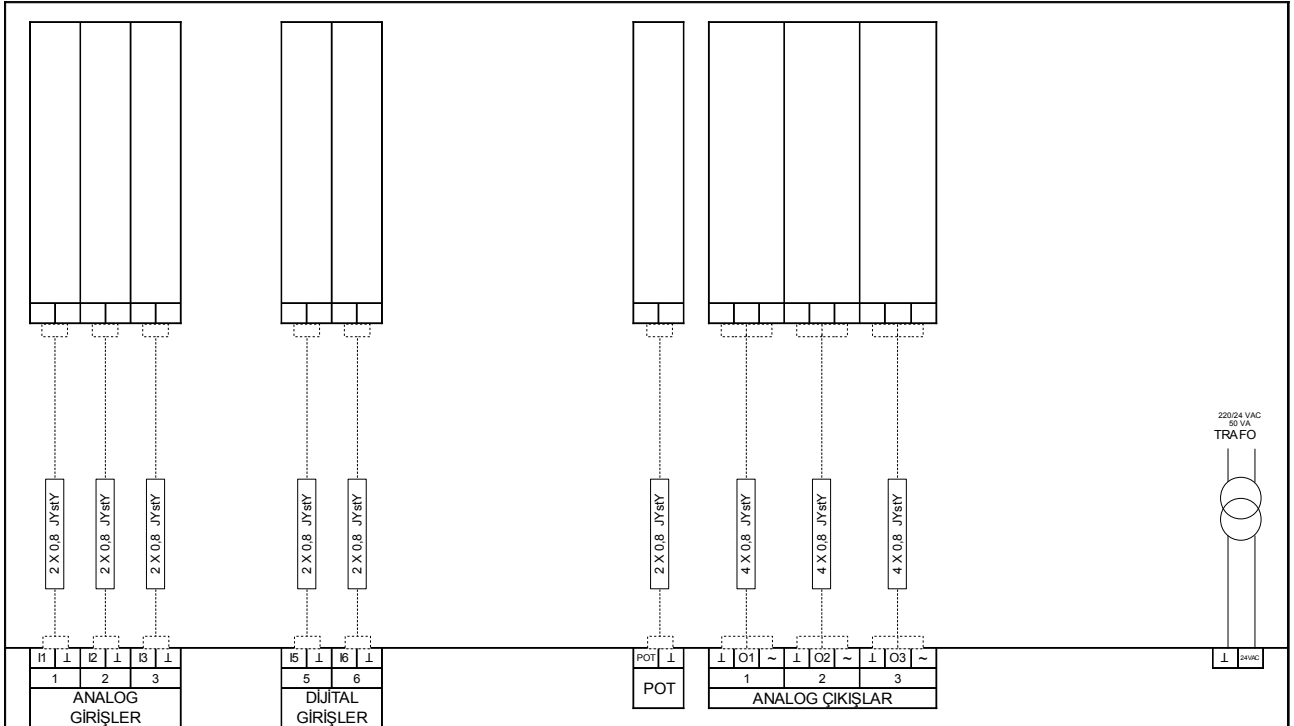 220/24 VAC
50 VA
TRAFO
2 X 0,8 JYstY
2 X 0,8 JYstY
2 X 0,8 JYstY
2 X 0,8 JYstY
2 X 0,8 JYstY
2 X 0,8 JYstY
4 X 0,8 JYstY
4 X 0,8 JYstY
4 X 0,8 JYstY
I1 ⊥ I2 ⊥ I3 ⊥ I5 ⊥ I6 ⊥ POT ⊥ ⊥ O1 ~ ⊥ O2 ~ ⊥ O3 ~ ⊥ 24VAC
1 2 3 5 6 1 2 3
ANALOG
GİRİŞLER
DİJİTAL
GİRİŞLER
POT
ANALOG ÇIKIŞLAR